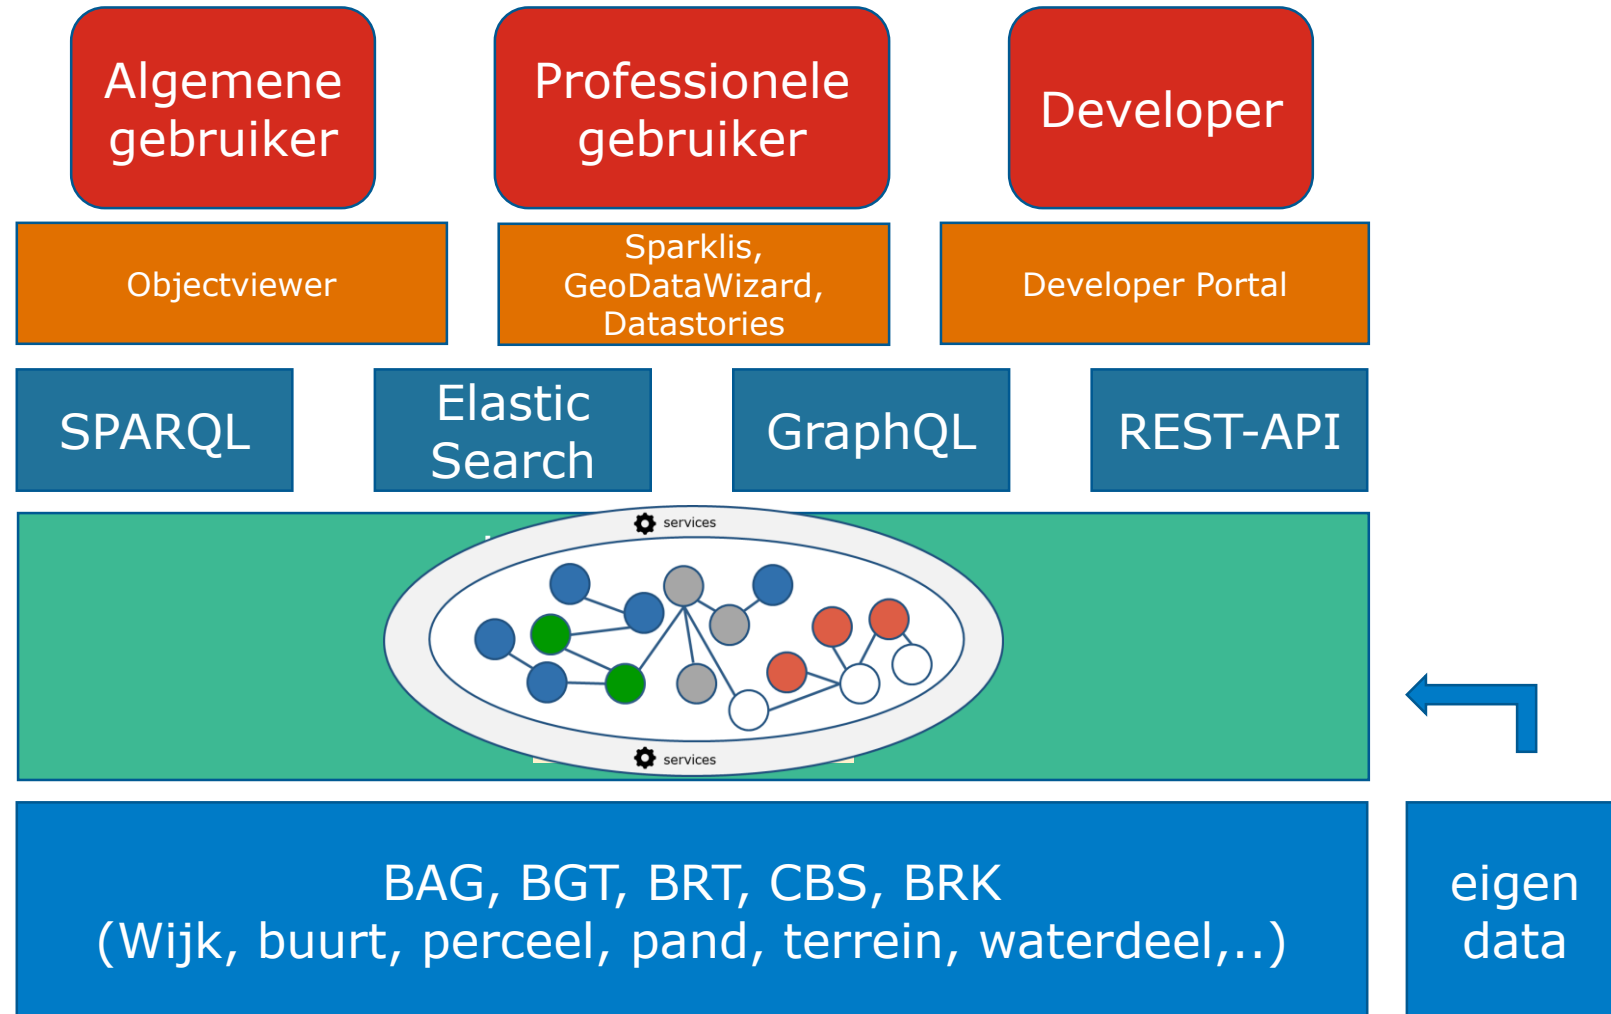 Algemene
gebruiker
Professionele
gebruiker
Developer
Objectviewer
Sparklis,
GeoDataWizard,
Datastories
Developer Portal
SPARQL
Elastic
Search
GraphQL
REST-API
services
services
BAG, BGT, BRT, CBS, BRK
(Wijk, buurt, perceel, pand, terrein, waterdeel,..)
eigen
data